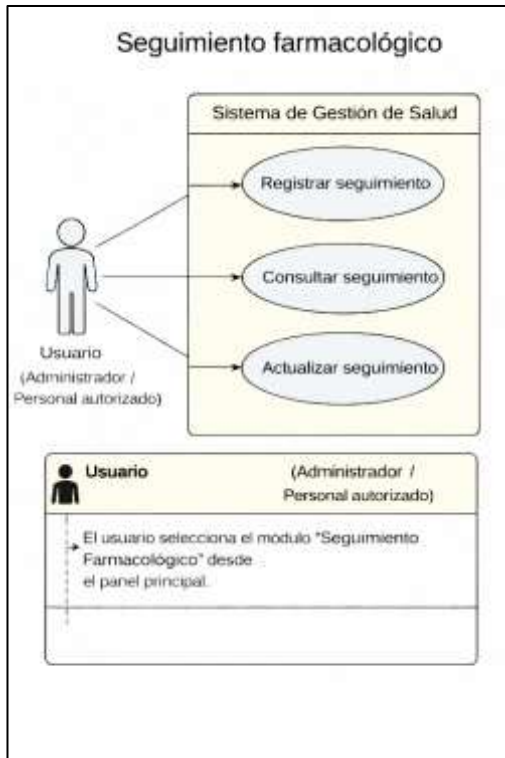 Seguimiento farmacológico
Sistema de Gestión de Salud
Registrar seguimiento
Consultar seguimiento
Actualizar seguimiento
Usuario
(Administrador /
Personal autorizado)
Usuario
(Administrador /
Personal autorizado)
El usuario selecciona el módulo "Seguimiento
Farmacológico" desde
el panel principal.